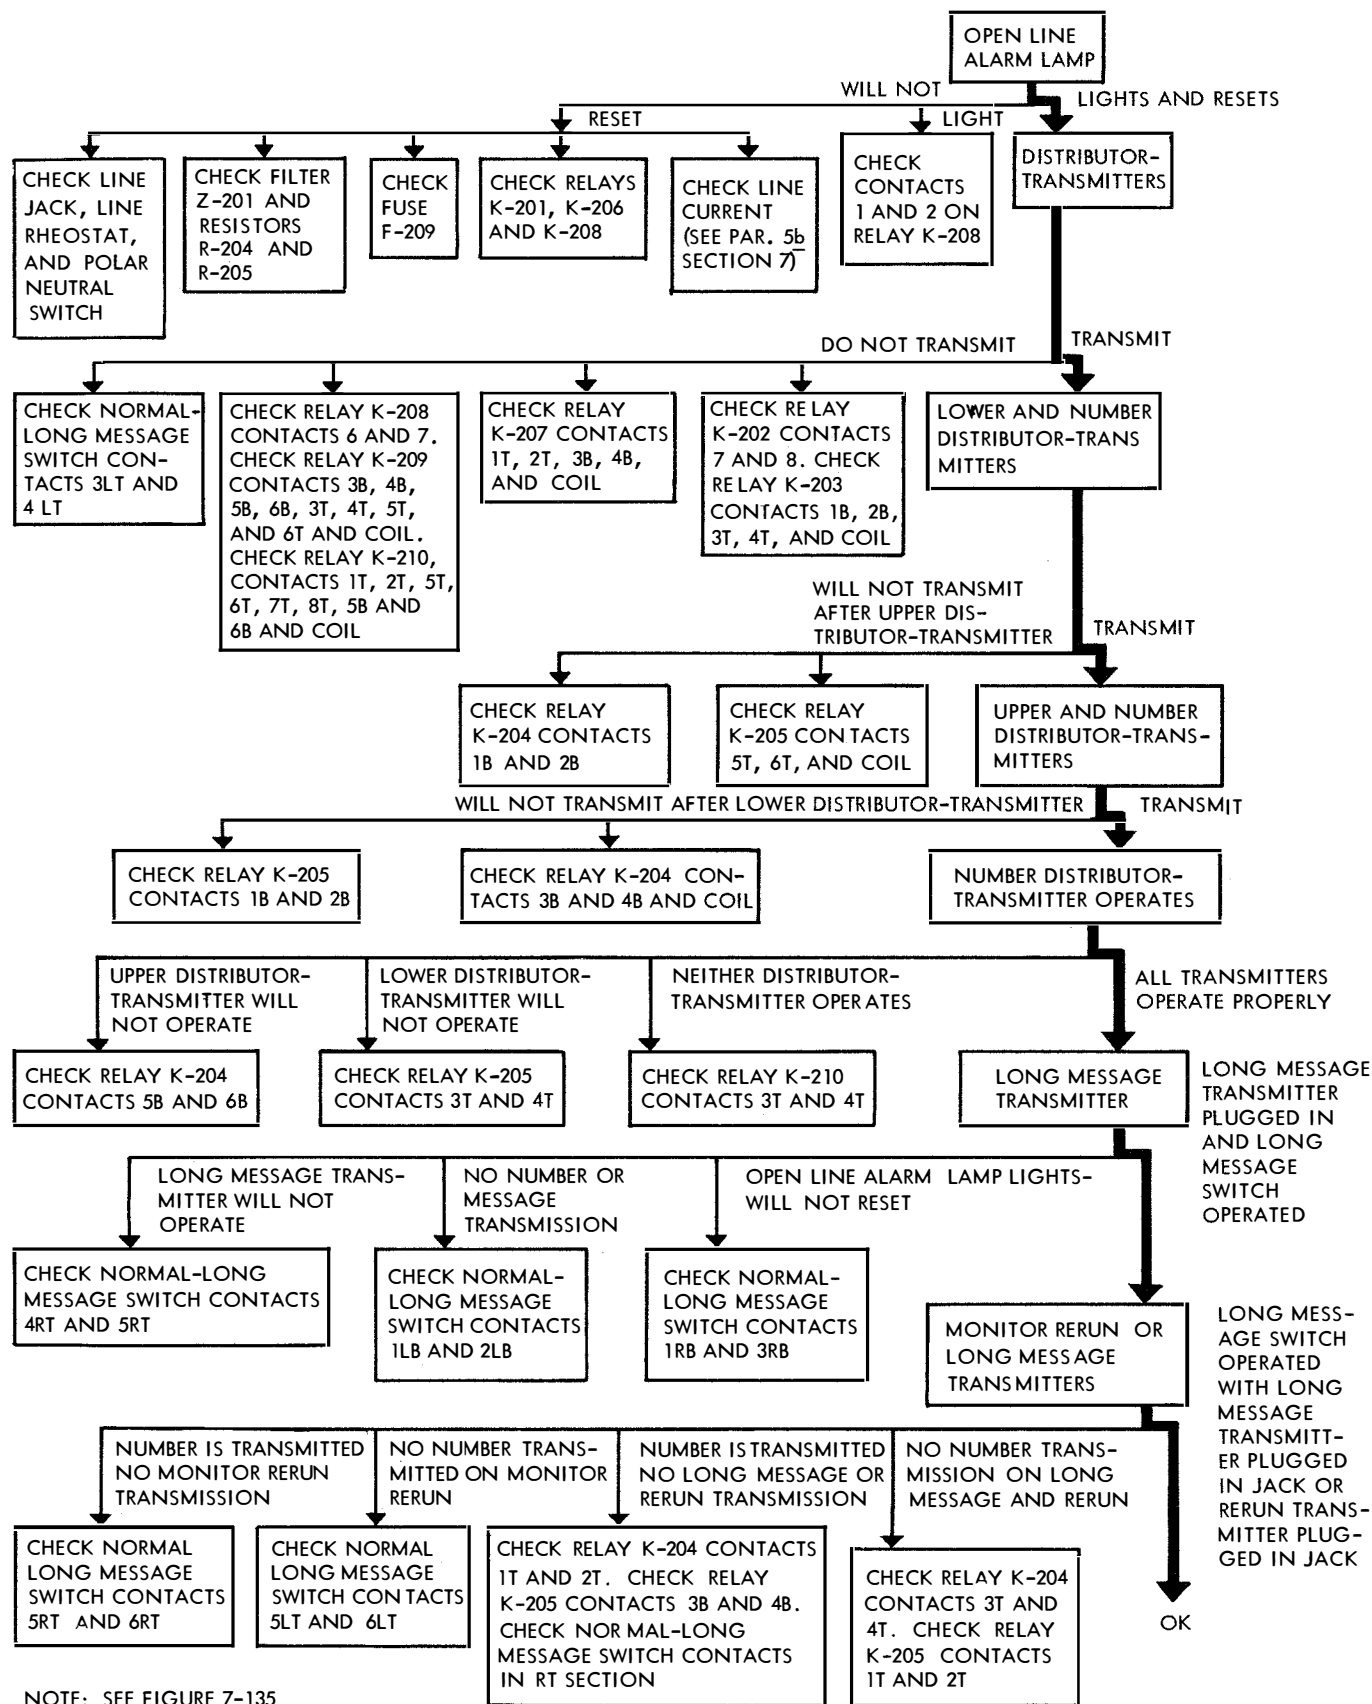 OPEN LINE
ALARM LAMP
WILL NOT
LIGHTS AND RESETS
RESET
LIGHT
CHECK LINE
JACK, LINE
RHEOSTAT,
AND POLAR
NEUTRAL
SWITCH
CHECK FILTER
Z-201 AND
RESISTORS
R-204 AND
R-205
CHECK
FUSE
F-209
CHECK RELAYS
K-201, K-206
AND K-208
CHECK LINE
CURRENT
(SEE PAR. 5b
SECTION 7)
CHECK
CONTACTS
1 AND 2 ON
RELAY K-208
DISTRIBUTOR-
TRANSMITTERS
DO NOT TRANSMIT
TRANSMIT
CHECK NORMAL-
LONG MESSAGE
SWITCH CON-
TACTS 3LT AND
4 LT
CHECK RELAY K-208
CONTACTS 6 AND 7.
CHECK RELAY K-209
CONTACTS 3B, 4B,
5B, 6B, 3T, 4T, 5T,
AND 6T AND COIL.
CHECK RELAY K-210,
CONTACTS 1T, 2T, 5T,
6T, 7T, 8T, 5B AND
6B AND COIL
CHECK RELAY
K-207 CONTACTS
1T, 2T, 3B, 4B,
AND COIL
CHECK RELAY
K-202 CONTACTS
7 AND 8. CHECK
RELAY K-203
CONTACTS 1B, 2B,
3T, 4T, AND COIL
LOWER AND NUMBER
DISTRIBUTOR-TRANS
MITTERS
WILL NOT TRANSMIT
AFTER UPPER DIS-
TRIBUTOR-TRANSMITTER
TRANSMIT
CHECK RELAY
K-204 CONTACTS
1B AND 2B
CHECK RELAY
K-205 CONTACTS
5T, 6T, AND COIL
UPPER AND NUMBER
DISTRIBUTOR-TRANS-
MITTERS
WILL NOT TRANSMIT AFTER LOWER DISTRIBUTOR-TRANSMITTER
TRANSMIT
CHECK RELAY K-205
CONTACTS 1B AND 2B
CHECK RELAY K-204 CON-
TACTS 3B AND 4B AND COIL
NUMBER DISTRIBUTOR-
TRANSMITTER OPERATES
UPPER DISTRIBUTOR-
TRANSMITTER WILL
NOT OPERATE
LOWER DISTRIBUTOR-
TRANSMITTER WILL
NOT OPERATE
NEITHER DISTRIBUTOR-
TRANSMITTER OPERATES
ALL TRANSMITTERS
OPERATE PROPERLY
CHECK RELAY K-204
CONTACTS 5B AND 6B
CHECK RELAY K-205
CONTACTS 3T AND 4T
CHECK RELAY K-210
CONTACTS 3T AND 4T
LONG MESSAGE
TRANSMITTER
LONG MESSAGE
TRANSMITTER
PLUGGED IN
AND LONG
MESSAGE
SWITCH
OPERATED
LONG MESSAGE TRANS-
MITTER WILL NOT
OPERATE
NO NUMBER OR
MESSAGE
TRANSMISSION
OPEN LINE ALARM LAMP LIGHTS-
WILL NOT RESET
CHECK NORMAL-LONG
MESSAGE SWITCH CONTACTS
4RT AND 5RT
CHECK NORMAL-
LONG MESSAGE
SWITCH CONTACTS
1LB AND 2LB
CHECK NORMAL-
LONG MESSAGE
SWITCH CONTACTS
1RB AND 3RB
MONITOR RERUN OR
LONG MESSAGE
TRANSMITTERS
LONG MESS-
AGE SWITCH
OPERATED
WITH LONG
MESSAGE
TRANSMITT-
ER PLUGGED
IN JACK OR
RERUN TRANS-
MITTER PLUG-
GED IN JACK
NUMBER IS TRANSMITTED
NO MONITOR RERUN
TRANSMISSION
NO NUMBER TRANS-
MITTED ON MONITOR
RERUN
NUMBER IS TRANSMITTED
NO LONG MESSAGE OR
RERUN TRANSMISSION
NO NUMBER TRANS-
MISSION ON LONG
MESSAGE AND RERUN
CHECK NORMAL
LONG MESSAGE
SWITCH CONTACTS
5RT AND 6RT
CHECK NORMAL
LONG MESSAGE
SWITCH CONTACTS
5LT AND 6LT
CHECK RELAY K-204 CONTACTS
1T AND 2T. CHECK RELAY
K-205 CONTACTS 3B AND 4B.
CHECK NORMAL-LONG
MESSAGE SWITCH CONTACTS
IN RT SECTION
CHECK RELAY K-204
CONTACTS 3T AND
4T. CHECK RELAY
K-205 CONTACTS
1T AND 2T
OK
NOTE: SEE FIGURE 7-135